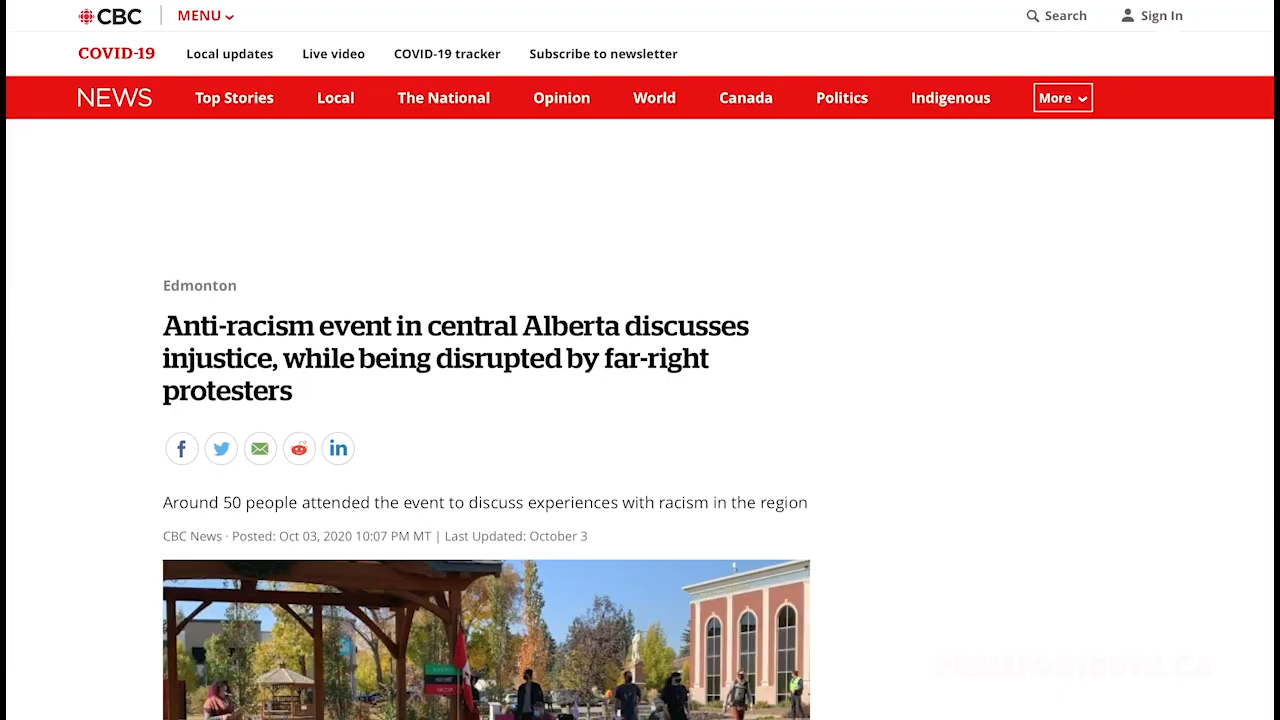 CBC MENU Search Sign In
COVID-19 Local updates Live video COVID-19 tracker Subscribe to newsletter
NEWS Top Stories Local The National Opinion World Canada Politics Indigenous More
Edmonton
Anti-racism event in central Alberta discusses
injustice, while being disrupted by far-right
protesters
Around 50 people attended the event to discuss experiences with racism in the region
CBC News · Posted: Oct 03, 2020 10:07 PM MT | Last Updated: October 3